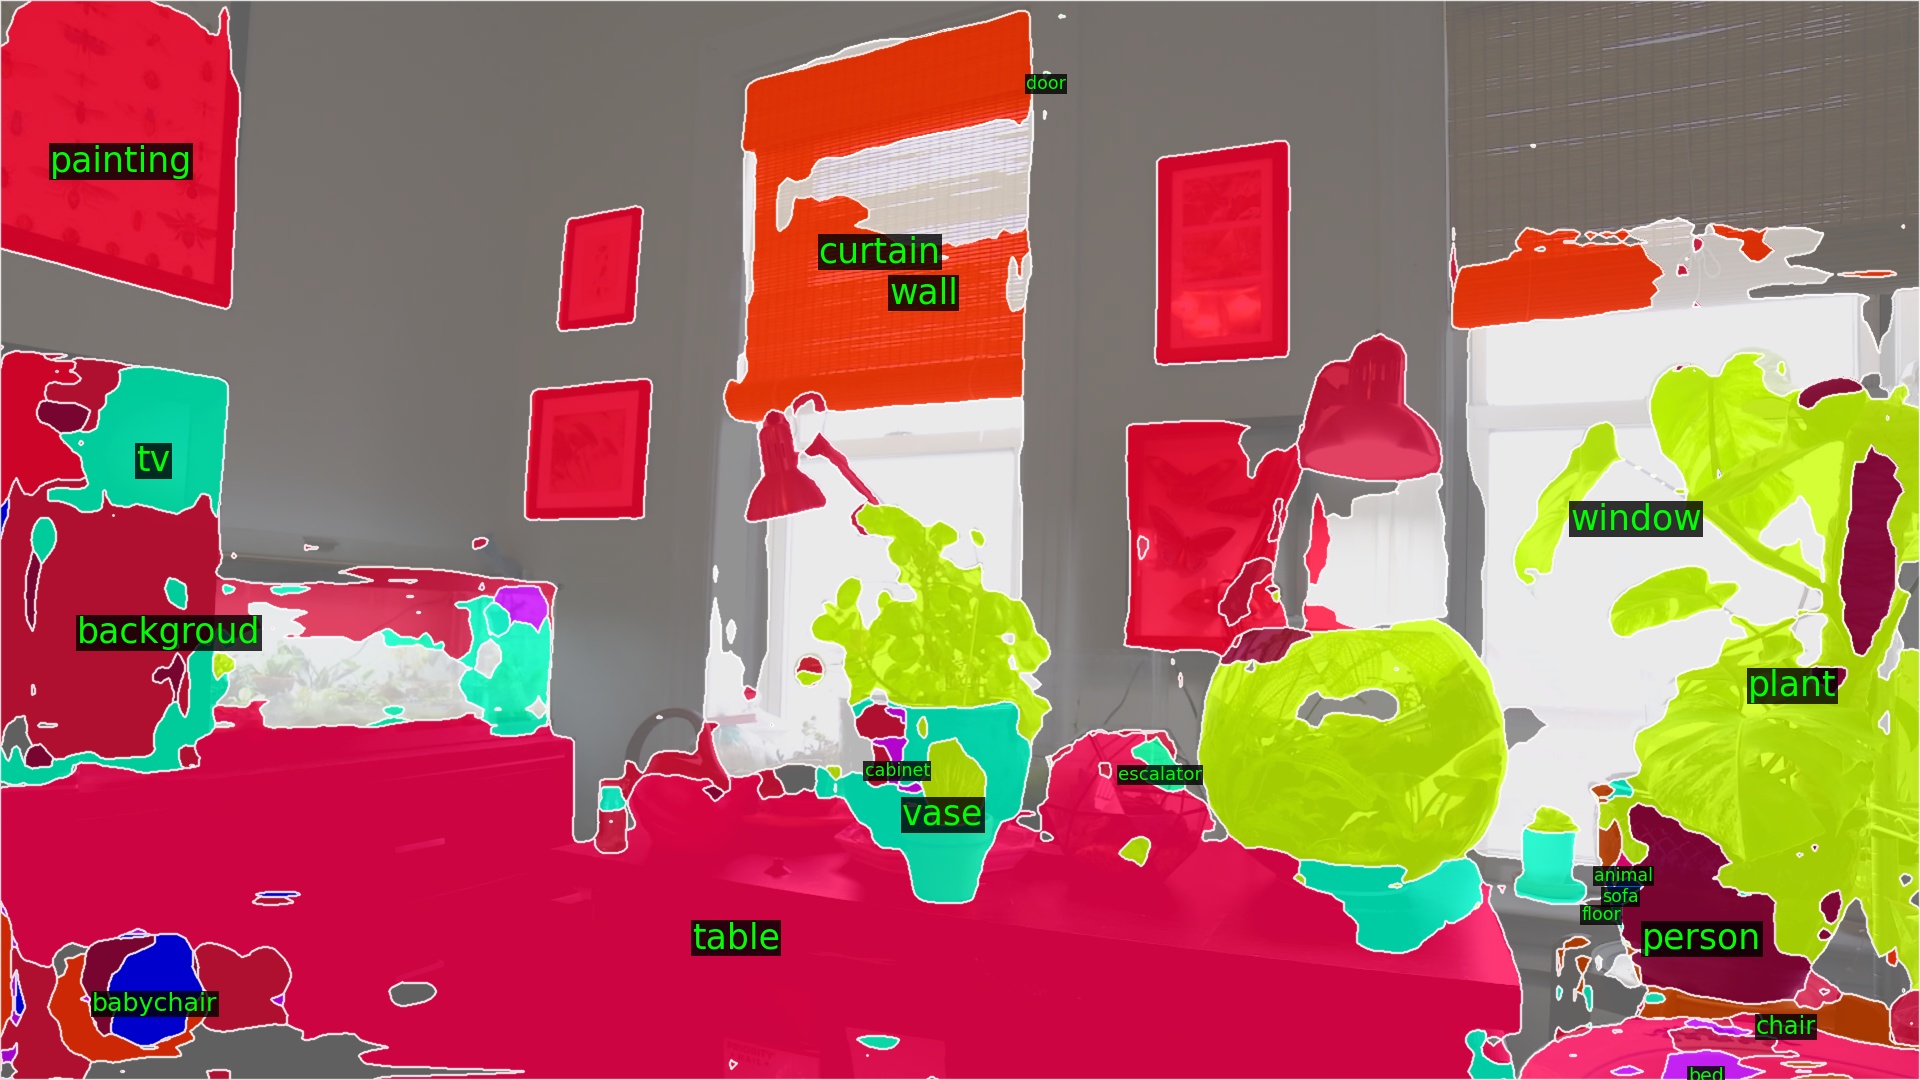 door
painting
curtain
wall
tv
window
backgroud
plant
cabinet
escalator
vase
animal
sofa
floor
table
person
babychair
chair
bed